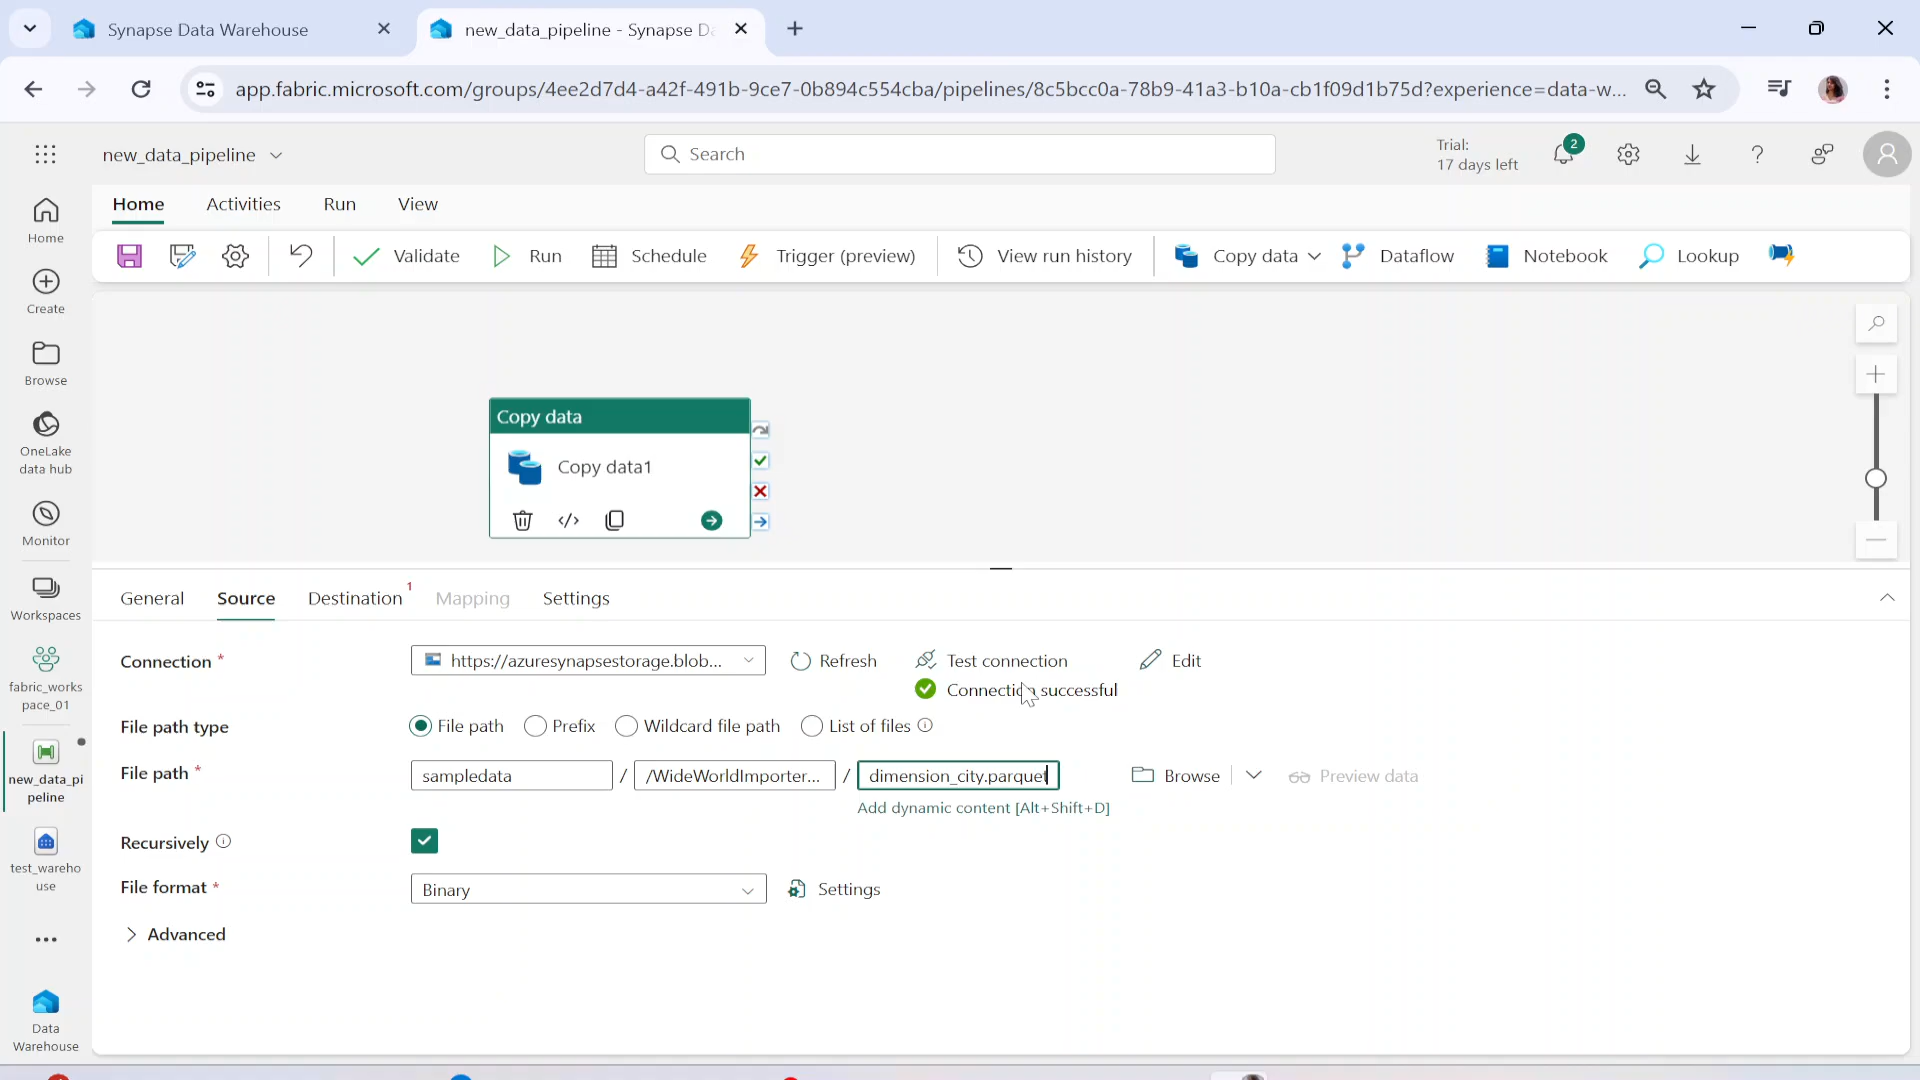 Synapse Data Warehouse
new_data_pipeline - Synapse Da
app.fabric.microsoft.com/groups/4ee2d7d4-a42f-491b-9ce7-0b894c554cba/pipelines/8c5bcc0a-78b9-41a3-b10a-cb1f09d1b75d?experience=data-w...
new_data_pipeline
Search
Trial:
17 days left
2
Home Activities Run View
Validate Run Schedule Trigger (preview) View run history Copy data Dataflow Notebook Lookup
Home
Create
Browse
OneLake
data hub
Monitor
Workspaces
fabric_works
pace_01
new_data_pi
peline
test_wareho
use
Data
Warehouse
Copy data
Copy data1
General Source Destination 1 Mapping Settings
Connection * https://azuresynapsestorage.blob... Refresh Test connection Edit
Connection successful
File path type File path Prefix Wildcard file path List of files
File path * sampledata / /WideWorldImporter... / dimension_city.parquet Browse Preview data
Add dynamic content [Alt+Shift+D]
Recursively
File format * Binary Settings
Advanced